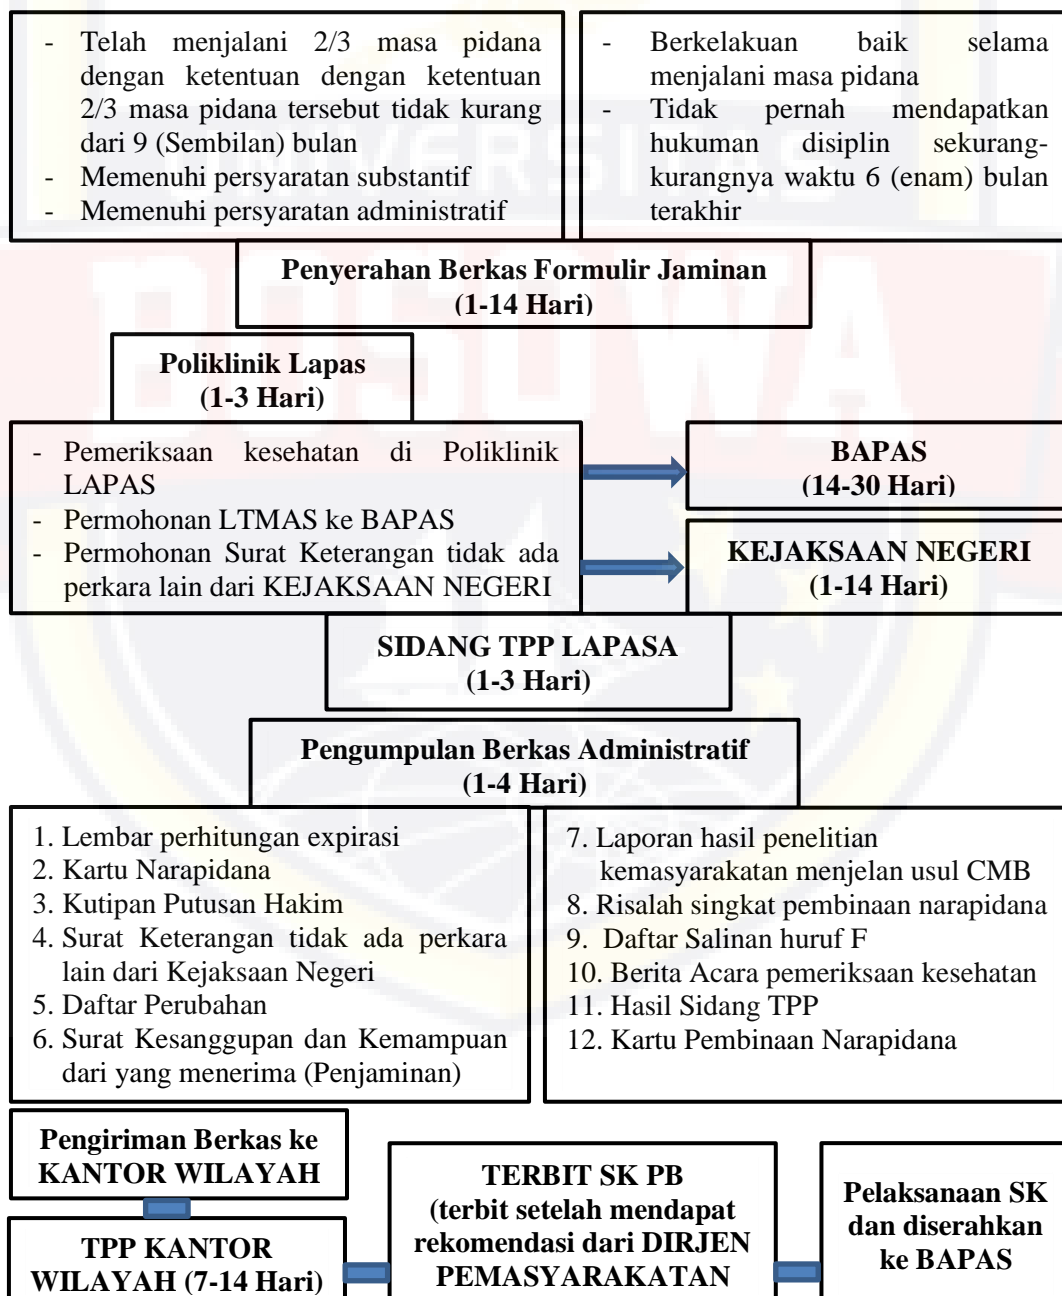 - Telah menjalani 2/3 masa pidana
dengan ketentuan dengan ketentuan
2/3 masa pidana tersebut tidak kurang
dari 9 (Sembilan) bulan
- Memenuhi persyaratan substantif
- Memenuhi persyaratan administratif
- Berkelakuan baik selama
menjalani masa pidana
- Tidak pernah mendapatkan
hukuman disiplin sekurang-
kurangnya waktu 6 (enam) bulan
terakhir
Penyerahan Berkas Formulir Jaminan
(1-14 Hari)
Poliklinik Lapas
(1-3 Hari)
- Pemeriksaan kesehatan di Poliklinik
LAPAS
- Permohonan LTMAS ke BAPAS
- Permohonan Surat Keterangan tidak ada
perkara lain dari KEJAKSAAN NEGERI
BAPAS
(14-30 Hari)
KEJAKSAAN NEGERI
(1-14 Hari)
SIDANG TPP LAPASA
(1-3 Hari)
Pengumpulan Berkas Administratif
(1-4 Hari)
1. Lembar perhitungan expirasi
2. Kartu Narapidana
3. Kutipan Putusan Hakim
4. Surat Keterangan tidak ada perkara
lain dari Kejaksaan Negeri
5. Daftar Perubahan
6. Surat Kesanggupan dan Kemampuan
dari yang menerima (Penjaminan)
7. Laporan hasil penelitian
kemasyarakatan menjelan usul CMB
8. Risalah singkat pembinaan narapidana
9. Daftar Salinan huruf F
10. Berita Acara pemeriksaan kesehatan
11. Hasil Sidang TPP
12. Kartu Pembinaan Narapidana
Pengiriman Berkas ke
KANTOR WILAYAH
TPP KANTOR
WILAYAH (7-14 Hari)
TERBIT SK PB
(terbit setelah mendapat
rekomendasi dari DIRJEN
PEMASYARAKATAN
Pelaksanaan SK
dan diserahkan
ke BAPAS
UNIVERSITAS
BOSOWA